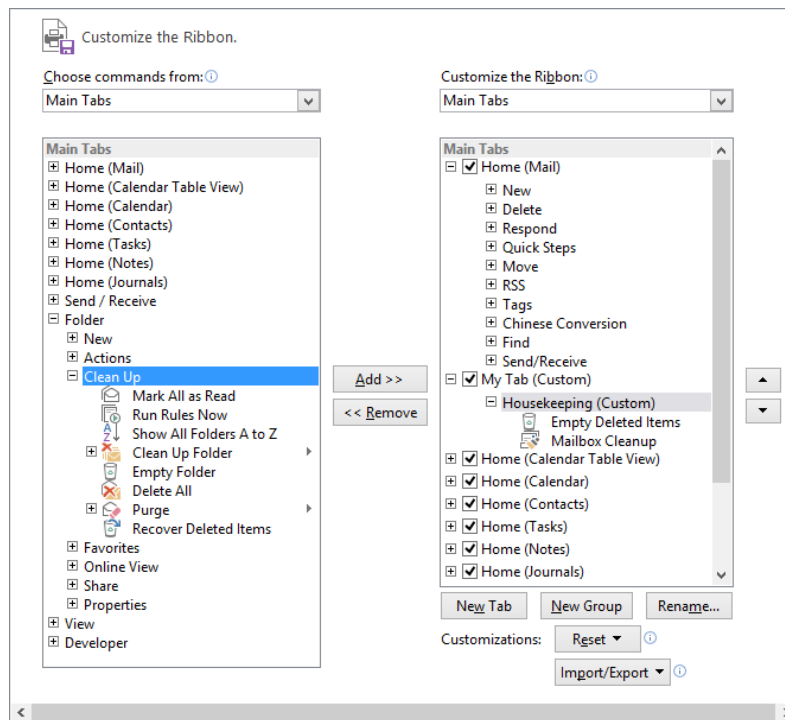 Customize the Ribbon.
Choose commands from:
Main Tabs
Main Tabs
Home (Mail)
Home (Calendar Table View)
Home (Calendar)
Home (Contacts)
Home (Tasks)
Home (Notes)
Home (Journals)
Send / Receive
Folder
New
Actions
Clean Up
Mark All as Read
Run Rules Now
Show All Folders A to Z
Clean Up Folder
Empty Folder
Delete All
Purge
Recover Deleted Items
Favorites
Online View
Share
Properties
View
Developer
Add >>
<< Remove
Customize the Ribbon:
Main Tabs
Main Tabs
Home (Mail)
New
Delete
Respond
Quick Steps
Move
RSS
Tags
Chinese Conversion
Find
Send/Receive
My Tab (Custom)
Housekeeping (Custom)
Empty Deleted Items
Mailbox Cleanup
Home (Calendar Table View)
Home (Calendar)
Home (Contacts)
Home (Tasks)
Home (Notes)
Home (Journals)
New Tab
New Group
Rename...
Customizations:
Reset
Import/Export